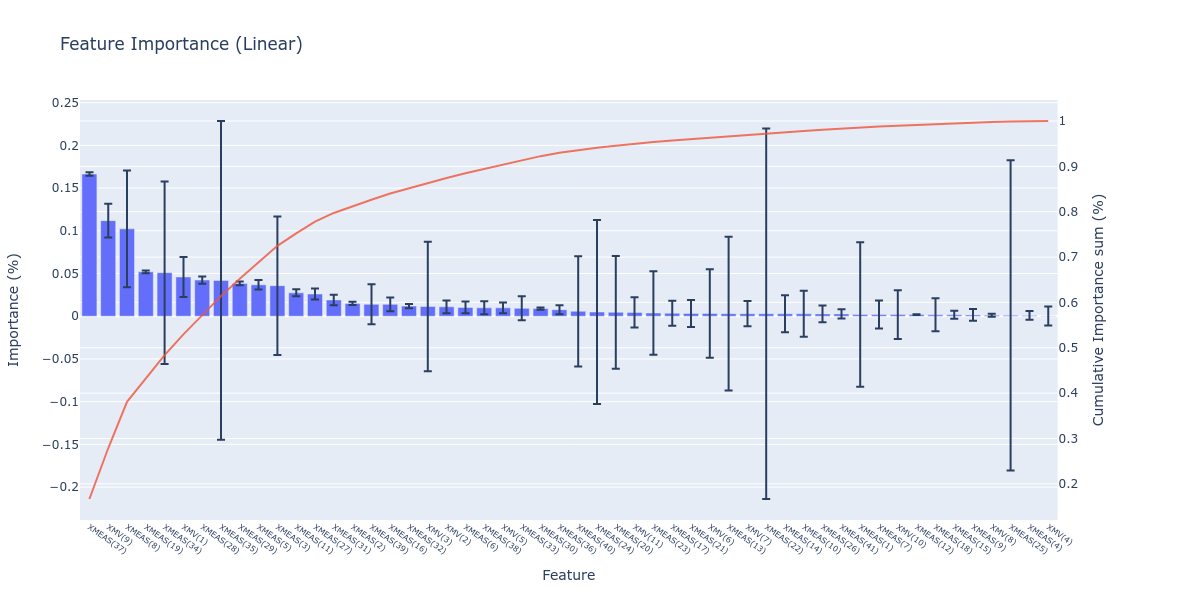 Feature Importance (Linear)
Importance (%)
0.25
0.2
0.15
0.1
0.05
0
−0.05
−0.1
−0.15
−0.2
1
0.9
0.8
0.7
0.6
0.5
0.4
0.3
0.2
Cumulative Importance sum (%)
XMEAS(37)
XMV(9)
XMEAS(8)
XMEAS(19)
XMEAS(34)
XMV(1)
XMEAS(28)
XMEAS(35)
XMEAS(29)
XMEAS(5)
XMEAS(3)
XMEAS(11)
XMEAS(27)
XMEAS(31)
XMEAS(2)
XMEAS(39)
XMEAS(16)
XMEAS(32)
XMV(3)
XMV(2)
XMEAS(6)
XMEAS(38)
XMV(5)
XMEAS(33)
XMEAS(30)
XMEAS(36)
XMEAS(40)
XMEAS(24)
XMEAS(20)
XMV(11)
XMEAS(23)
XMEAS(17)
XMEAS(21)
XMV(6)
XMEAS(13)
XMV(7)
XMEAS(22)
XMEAS(14)
XMEAS(10)
XMEAS(26)
XMEAS(41)
XMEAS(1)
XMEAS(7)
XMV(10)
XMEAS(12)
XMEAS(18)
XMEAS(15)
XMEAS(9)
XMV(8)
XMEAS(25)
XMEAS(4)
XMV(4)
Feature